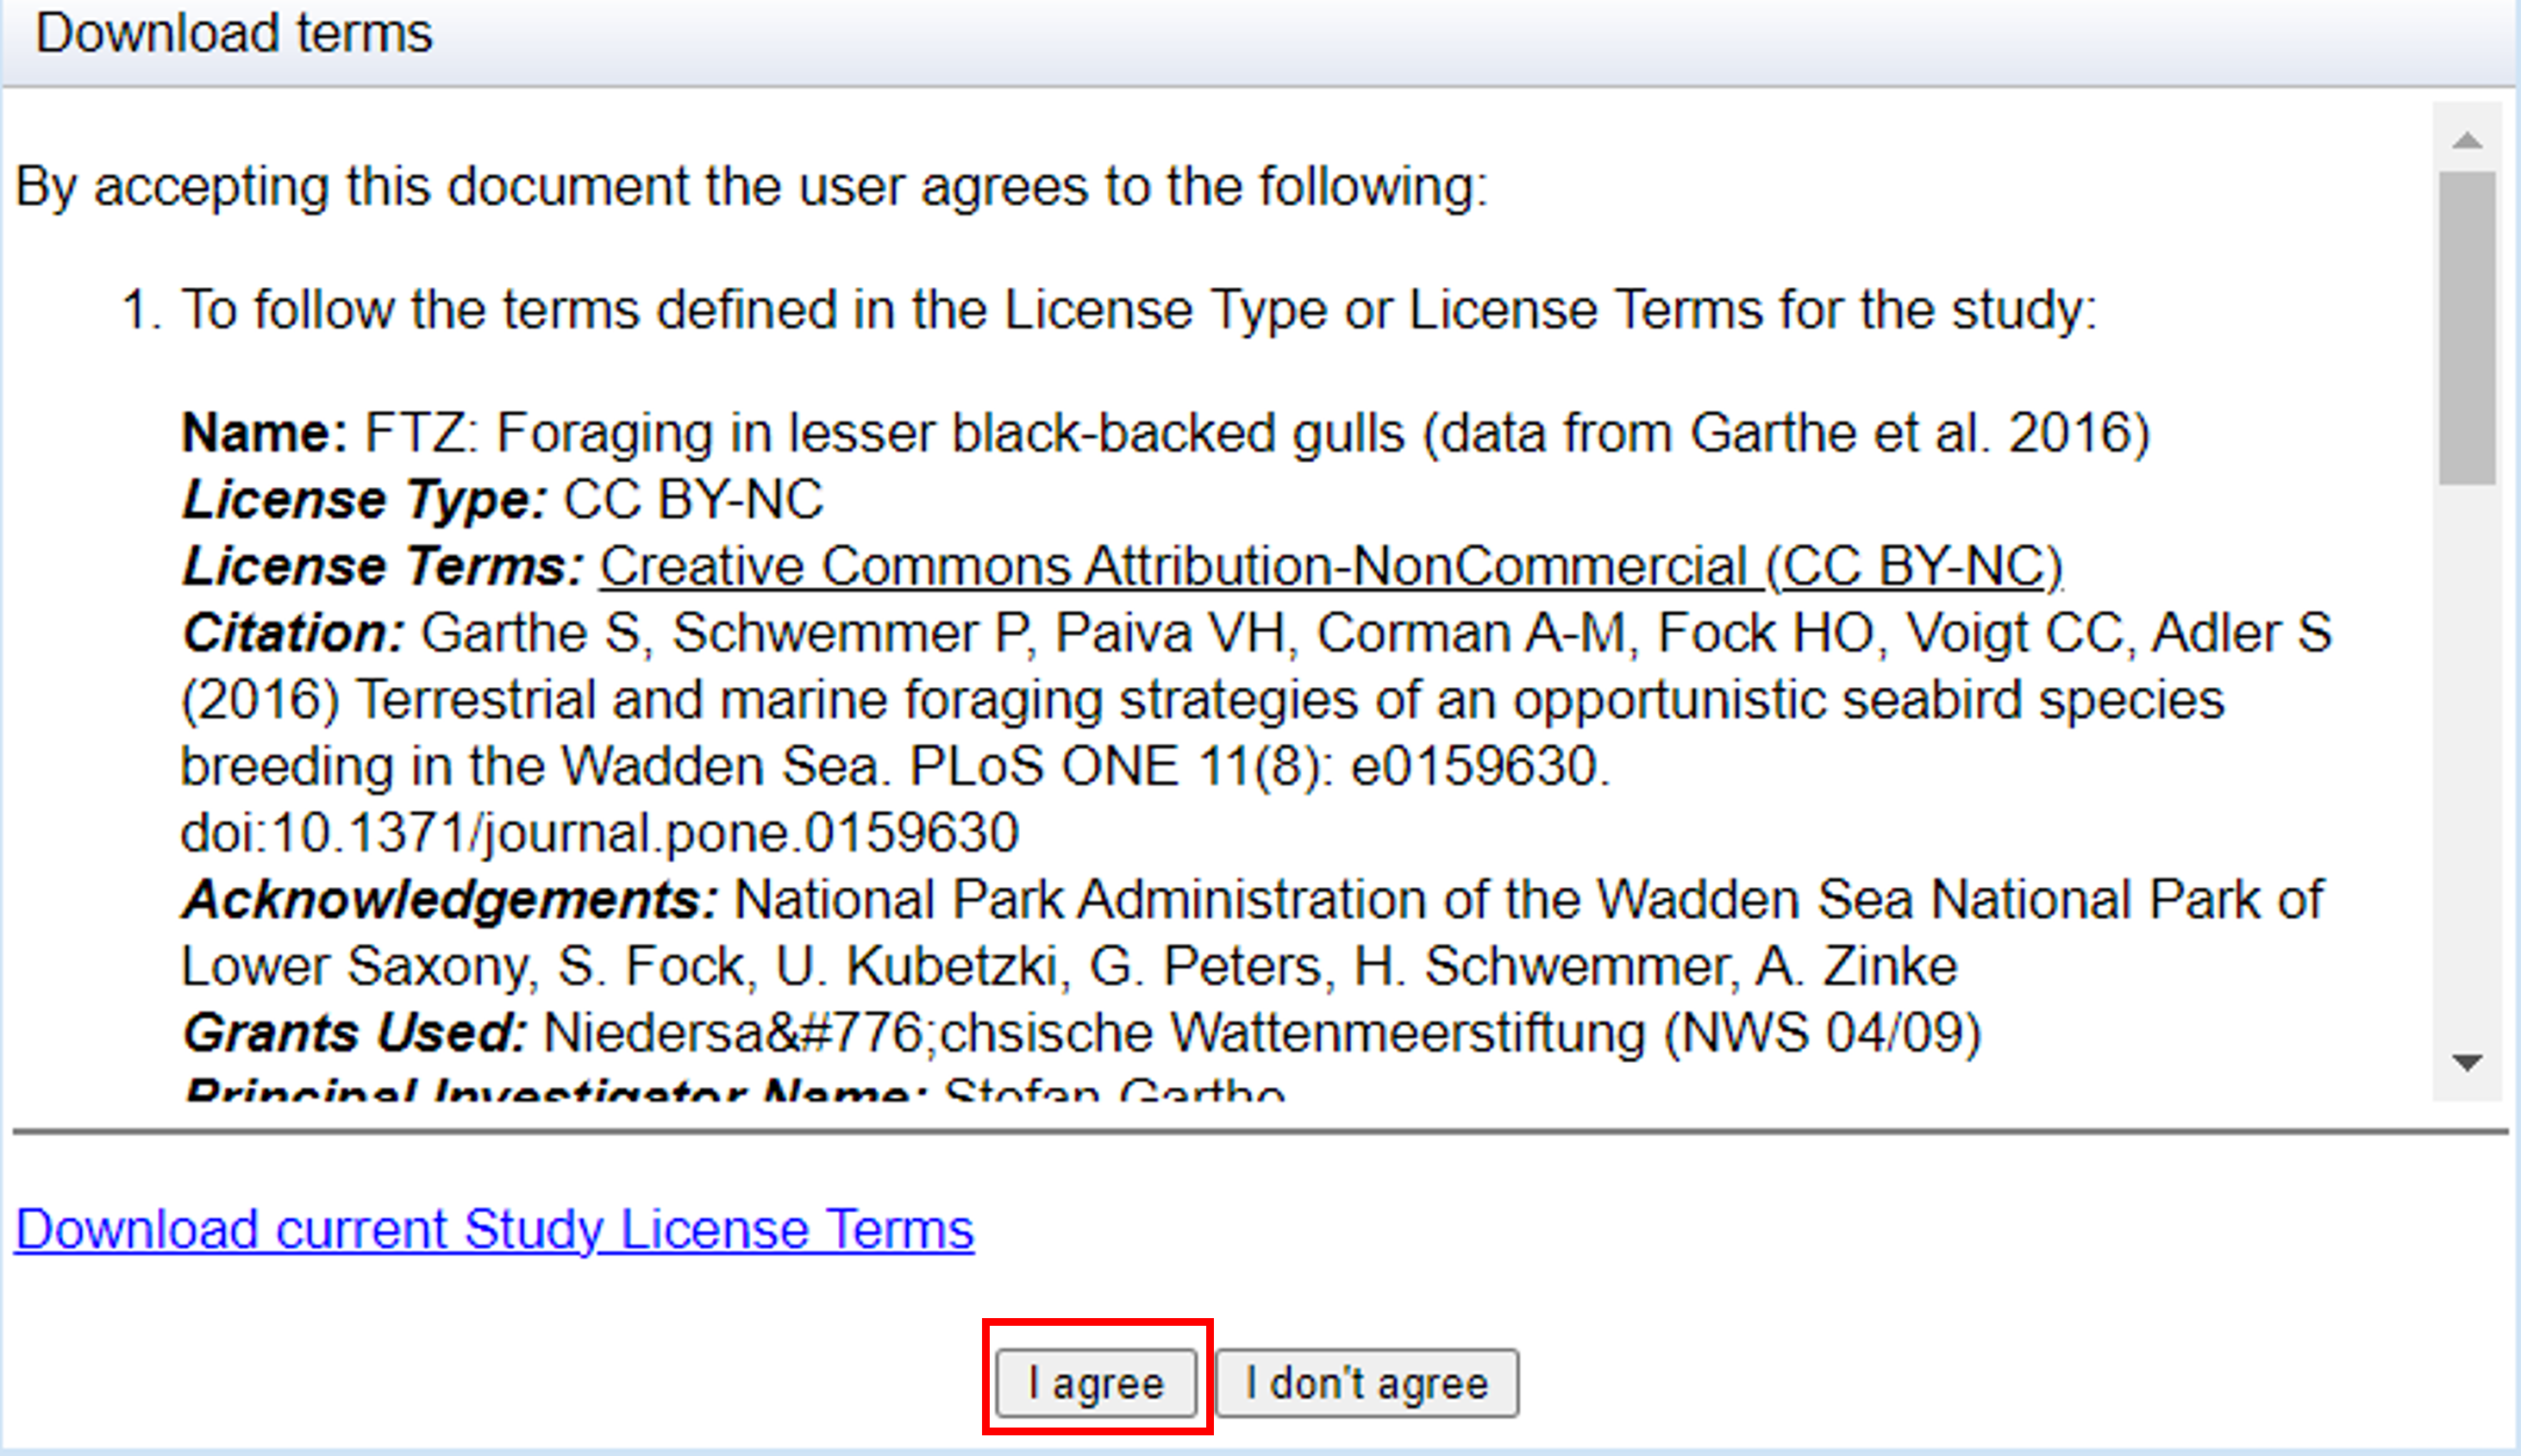 Download terms
By accepting this document the user agrees to the following:
1. To follow the terms defined in the License Type or License Terms for the study:
Name: FTZ: Foraging in lesser black-backed gulls (data from Garthe et al. 2016)
License Type: CC BY-NC
License Terms: Creative Commons Attribution-NonCommercial (CC BY-NC)
Citation: Garthe S, Schwemmer P, Paiva VH, Corman A-M, Fock HO, Voigt CC, Adler S
(2016) Terrestrial and marine foraging strategies of an opportunistic seabird species
breeding in the Wadden Sea. PLoS ONE 11(8): e0159630.
doi:10.1371/journal.pone.0159630
Acknowledgements: National Park Administration of the Wadden Sea National Park of
Lower Saxony, S. Fock, U. Kubetzki, G. Peters, H. Schwemmer, A. Zinke
Grants Used: Niedersa&#776;chsische Wattenmeerstiftung (NWS 04/09)
Principal Investigator Name: Stefan Garthe
Download current Study License Terms
I agree
I don't agree